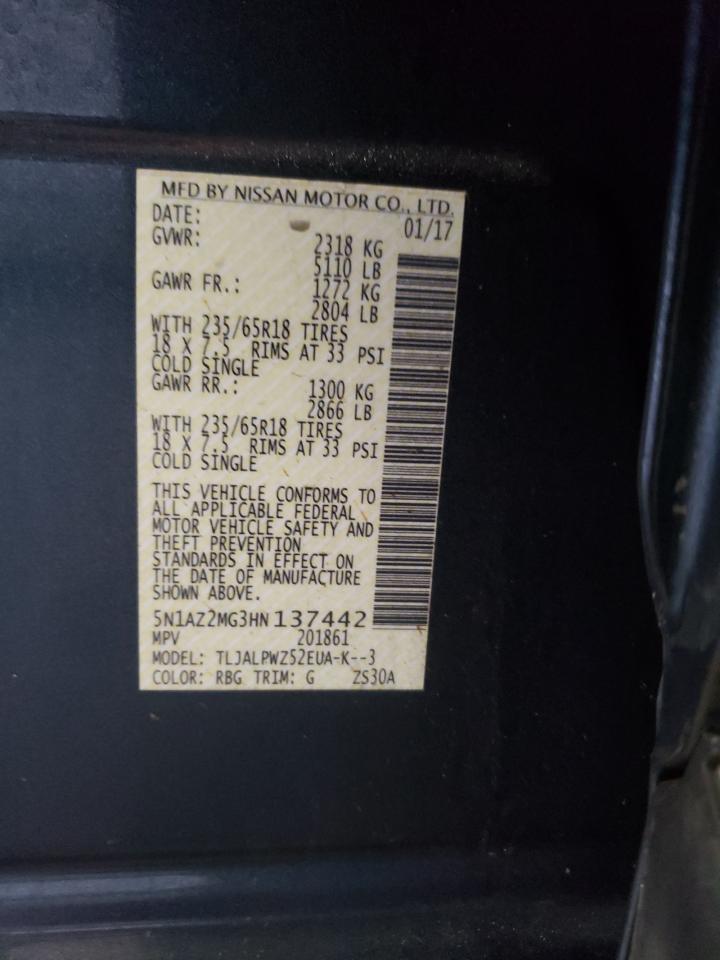 MFD BY NISSAN MOTOR CO., LTD.
DATE: 01/17
GVWR: 2318 KG
5110 LB
GAWR FR.: 1272 KG
2804 LB
WITH 235/65R18 TIRES
18 X 7.5 RIMS AT 33 PSI
COLD SINGLE
GAWR RR.: 1300 KG
2866 LB
WITH 235/65R18 TIRES
18 X 7.5 RIMS AT 33 PSI
COLD SINGLE
THIS VEHICLE CONFORMS TO
ALL APPLICABLE FEDERAL
MOTOR VEHICLE SAFETY AND
THEFT PREVENTION
STANDARDS IN EFFECT ON
THE DATE OF MANUFACTURE
SHOWN ABOVE.
5N1AZ2MG3HN137442
MPV 201861
MODEL: TLJALPWZ52EUA-K--3
COLOR: RBG TRIM: G ZS30A